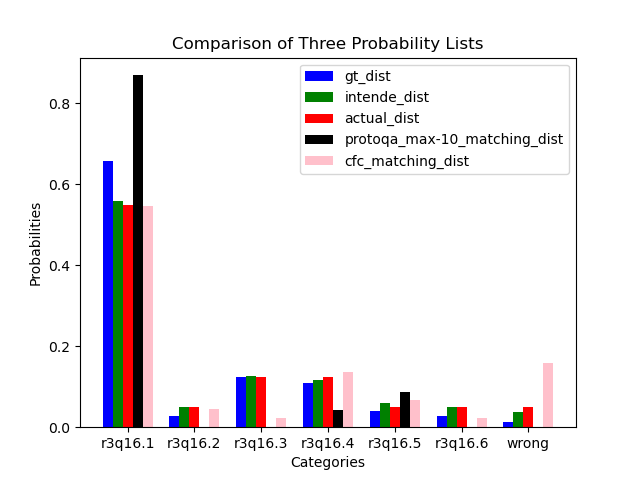 Comparison of Three Probability Lists
gt_dist
intende_dist
actual_dist
protoqa_max-10_matching_dist
cfc_matching_dist
Probabilities
0.8
0.6
0.4
0.2
0.0
r3q16.1 r3q16.2 r3q16.3 r3q16.4 r3q16.5 r3q16.6 wrong
Categories